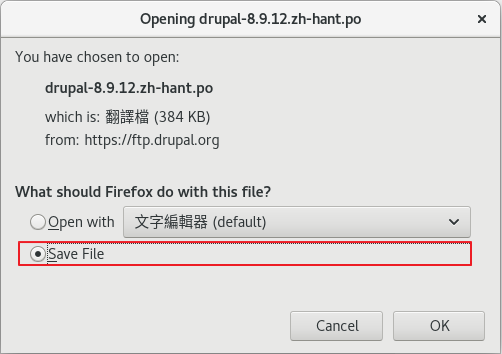 Opening drupal-8.9.12.zh-hant.po
You have chosen to open:
drupal-8.9.12.zh-hant.po
which is: 翻譯檔 (384 KB)
from: https://ftp.drupal.org
What should Firefox do with this file?
Open with 文字編輯器 (default)
Save File
Cancel OK